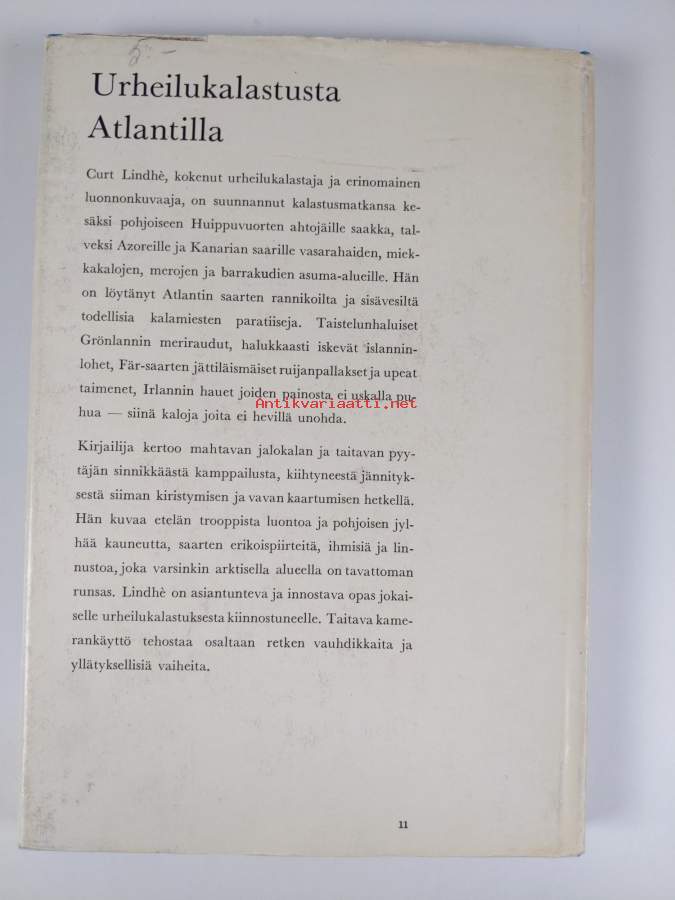 5:-
Urheilukalastusta
Atlantilla
Curt Lindhè, kokenut urheilukalastaja ja erinomainen
luonnonkuvaaja, on suunnannut kalastusmatkansa ke-
säksi pohjoiseen Huippuvuorten ahtojäille saakka, tal-
veksi Azoreille ja Kanarian saarille vasarahaiden, miek-
kakalojen, merojen ja barrakudien asuma-alueille. Hän
on löytänyt Atlantin saarten rannikoilta ja sisävesiltä
todellisia kalamiesten paratiiseja. Taistelunhaluiset
Grönlannin meriraudut, halukkaasti iskevät islannin-
lohet, Fär-saarten jättiläismäiset ruijanpallakset ja upeat
taimenet, Irlannin hauet joiden painosta ei uskalla pu-
Antikvariaatti.net
hua — siinä kaloja joita ei hevillä unohda.
Kirjailija kertoo mahtavan jalokalan ja taitavan pyy-
täjän sinnikkäästä kamppailusta, kiihtyneestä jännityk-
sestä siiman kiristymisen ja vavan kaartumisen hetkellä.
Hän kuvaa etelän trooppista luontoa ja pohjoisen jyl-
hää kauneutta, saarten erikoispiirteitä, ihmisiä ja lin-
nustoa, joka varsinkin arktisella alueella on tavattoman
runsas. Lindhè on asiantunteva ja innostava opas jokai-
selle urheilukalastuksesta kiinnostuneelle. Taitava kame-
rankäyttö tehostaa osaltaan retken vauhdikkaita ja
yllätyksellisiä vaiheita.
11